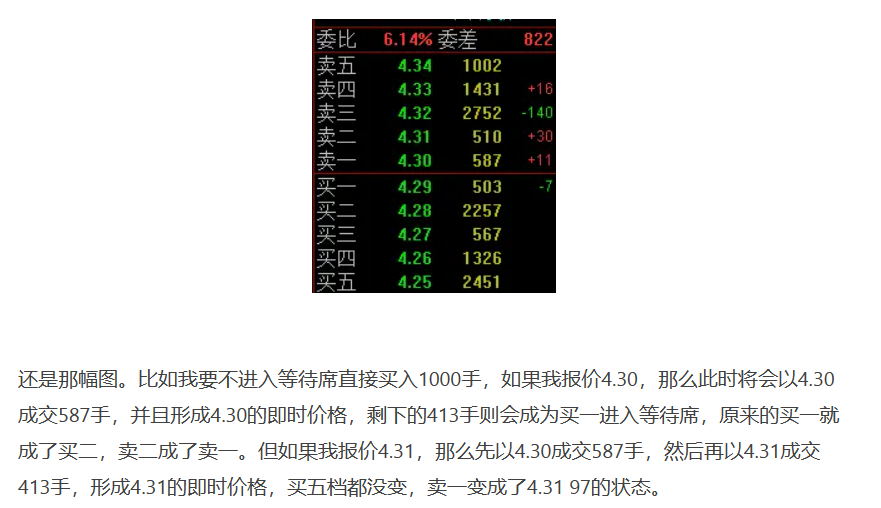 委比 6.14% 委差 822
卖五 4.34 1002
卖四 4.33 1431 +16
卖三 4.32 2752 -140
卖二 4.31 510 +30
卖一 4.30 587 +11
买一 4.29 503 -7
买二 4.28 2257
买三 4.27 567
买四 4.26 1326
买五 4.25 2451
还是那幅图。比如我要不进入等待席直接买入1000手，如果我报价4.30，那么此时将会以4.30
成交587手，并且形成4.30的即时价格，剩下的413手则会成为买一进入等待席，原来的买一就
成了买二，卖二成了卖一。但如果我报价4.31，那么先以4.30成交587手，然后再以4.31成交
413手，形成4.31的即时价格，买五档都没变，卖一变成了4.31 97的状态。